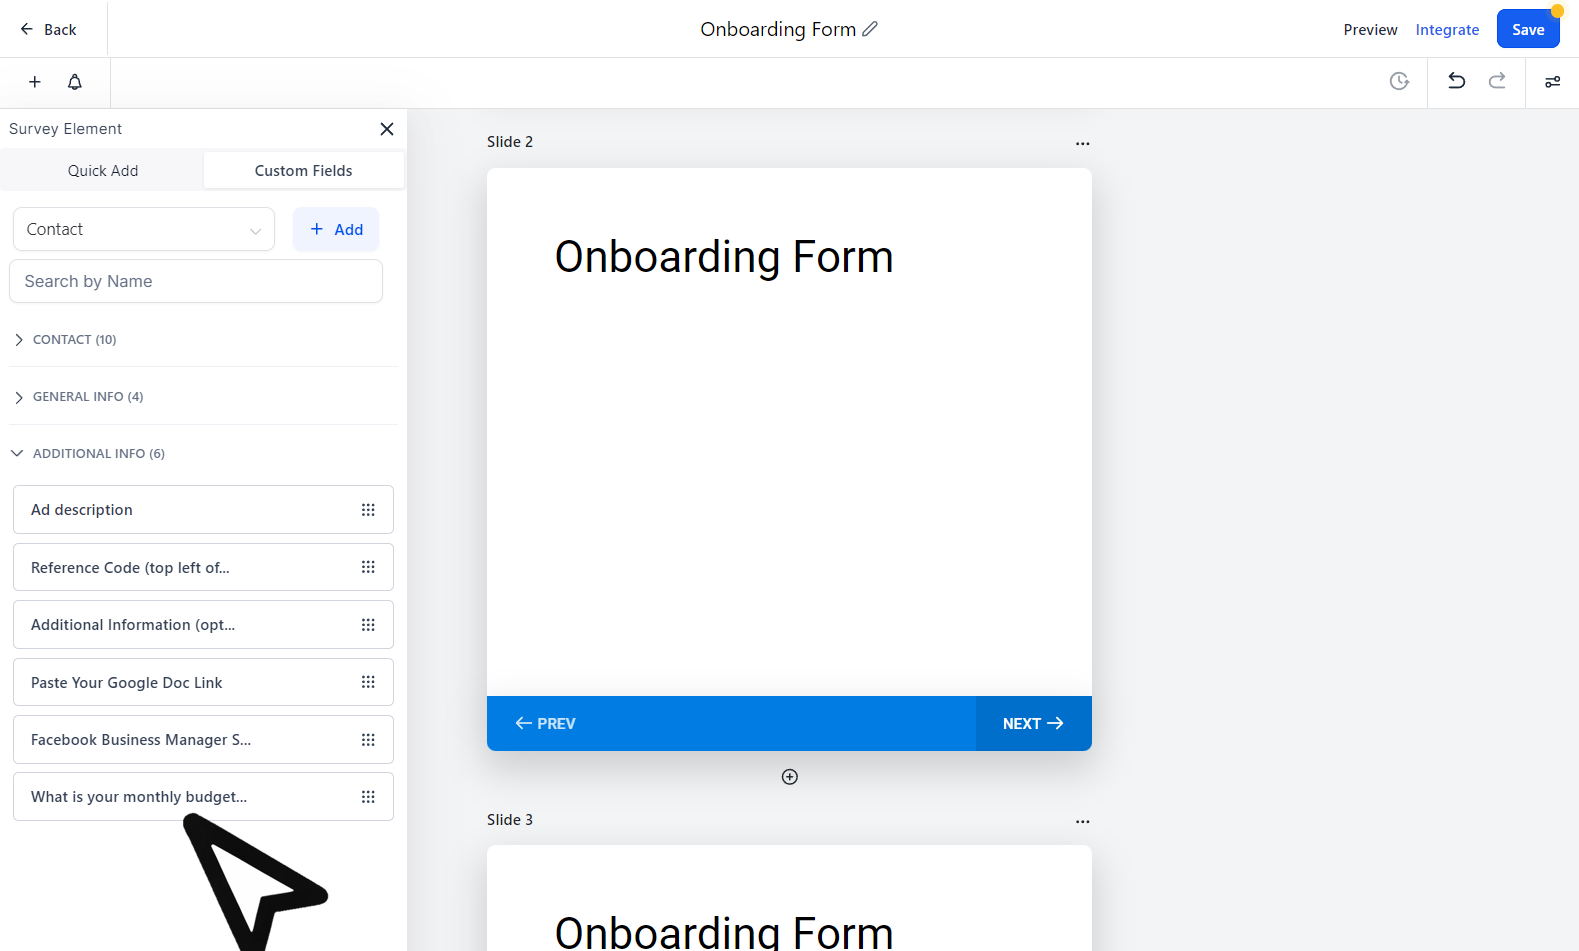 Back
Onboarding Form
Preview
Integrate
Save
Survey Element
Quick Add
Custom Fields
Contact
Add
Search by Name
CONTACT (10)
GENERAL INFO (4)
ADDITIONAL INFO (6)
Ad description
Reference Code (top left of...
Additional Information (opt...
Paste Your Google Doc Link
Facebook Business Manager S...
What is your monthly budget...
Slide 2
Onboarding Form
PREV
NEXT
Slide 3
Onboarding Form